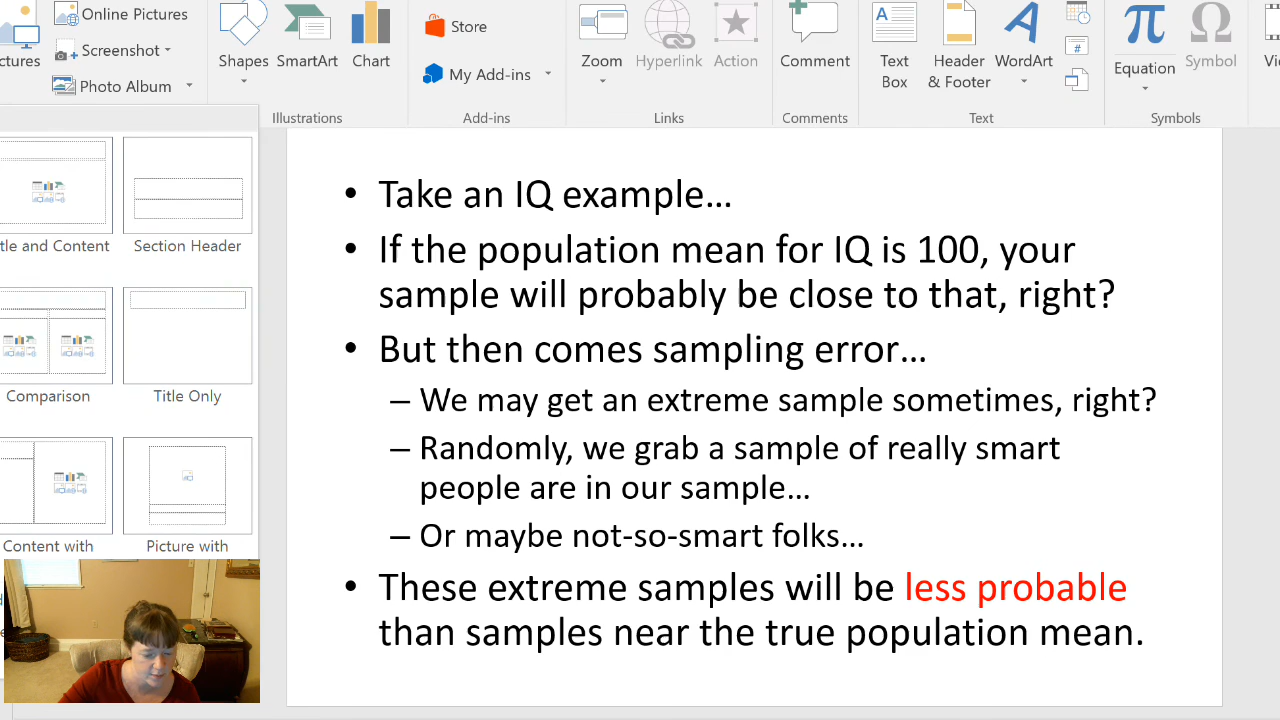 Online Pictures
Screenshot
Photo Album
Shapes
SmartArt
Chart
Illustrations
Store
My Add-ins
Add-ins
Zoom
Hyperlink
Action
Links
Comment
Comments
A
Text
Box
Header
& Footer
#
WordArt
A
Text
π
Equation
Ω
Symbol
Symbols
Section Header
Comparison
Title Only
Content with
Picture with
• Take an IQ example…
• If the population mean for IQ is 100, your
sample will probably be close to that, right?
• But then comes sampling error…
– We may get an extreme sample sometimes, right?
– Randomly, we grab a sample of really smart
people are in our sample…
– Or maybe not-so-smart folks…
• These extreme samples will be less probable
than samples near the true population mean.